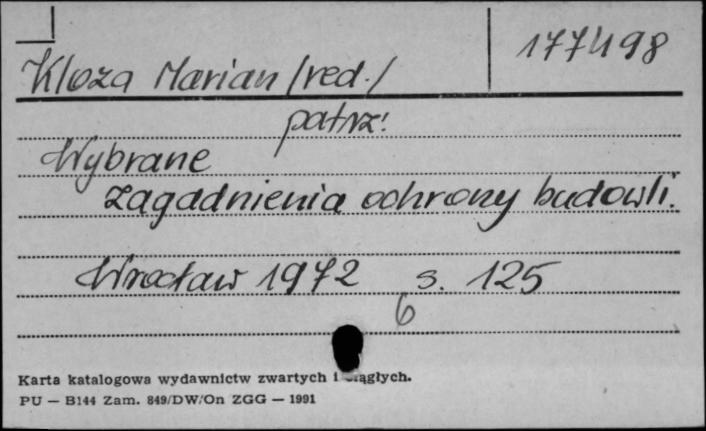 177498
Kloza Marian /red./
patrz!
Wybrane
zagadnienia ochrony budowli.
Wrocław 1972 s. 125
6
Karta katalogowa wydawnictw zwartych i ciągłych.
PU — B144 Zam. 849/DW/On ZGG — 1991